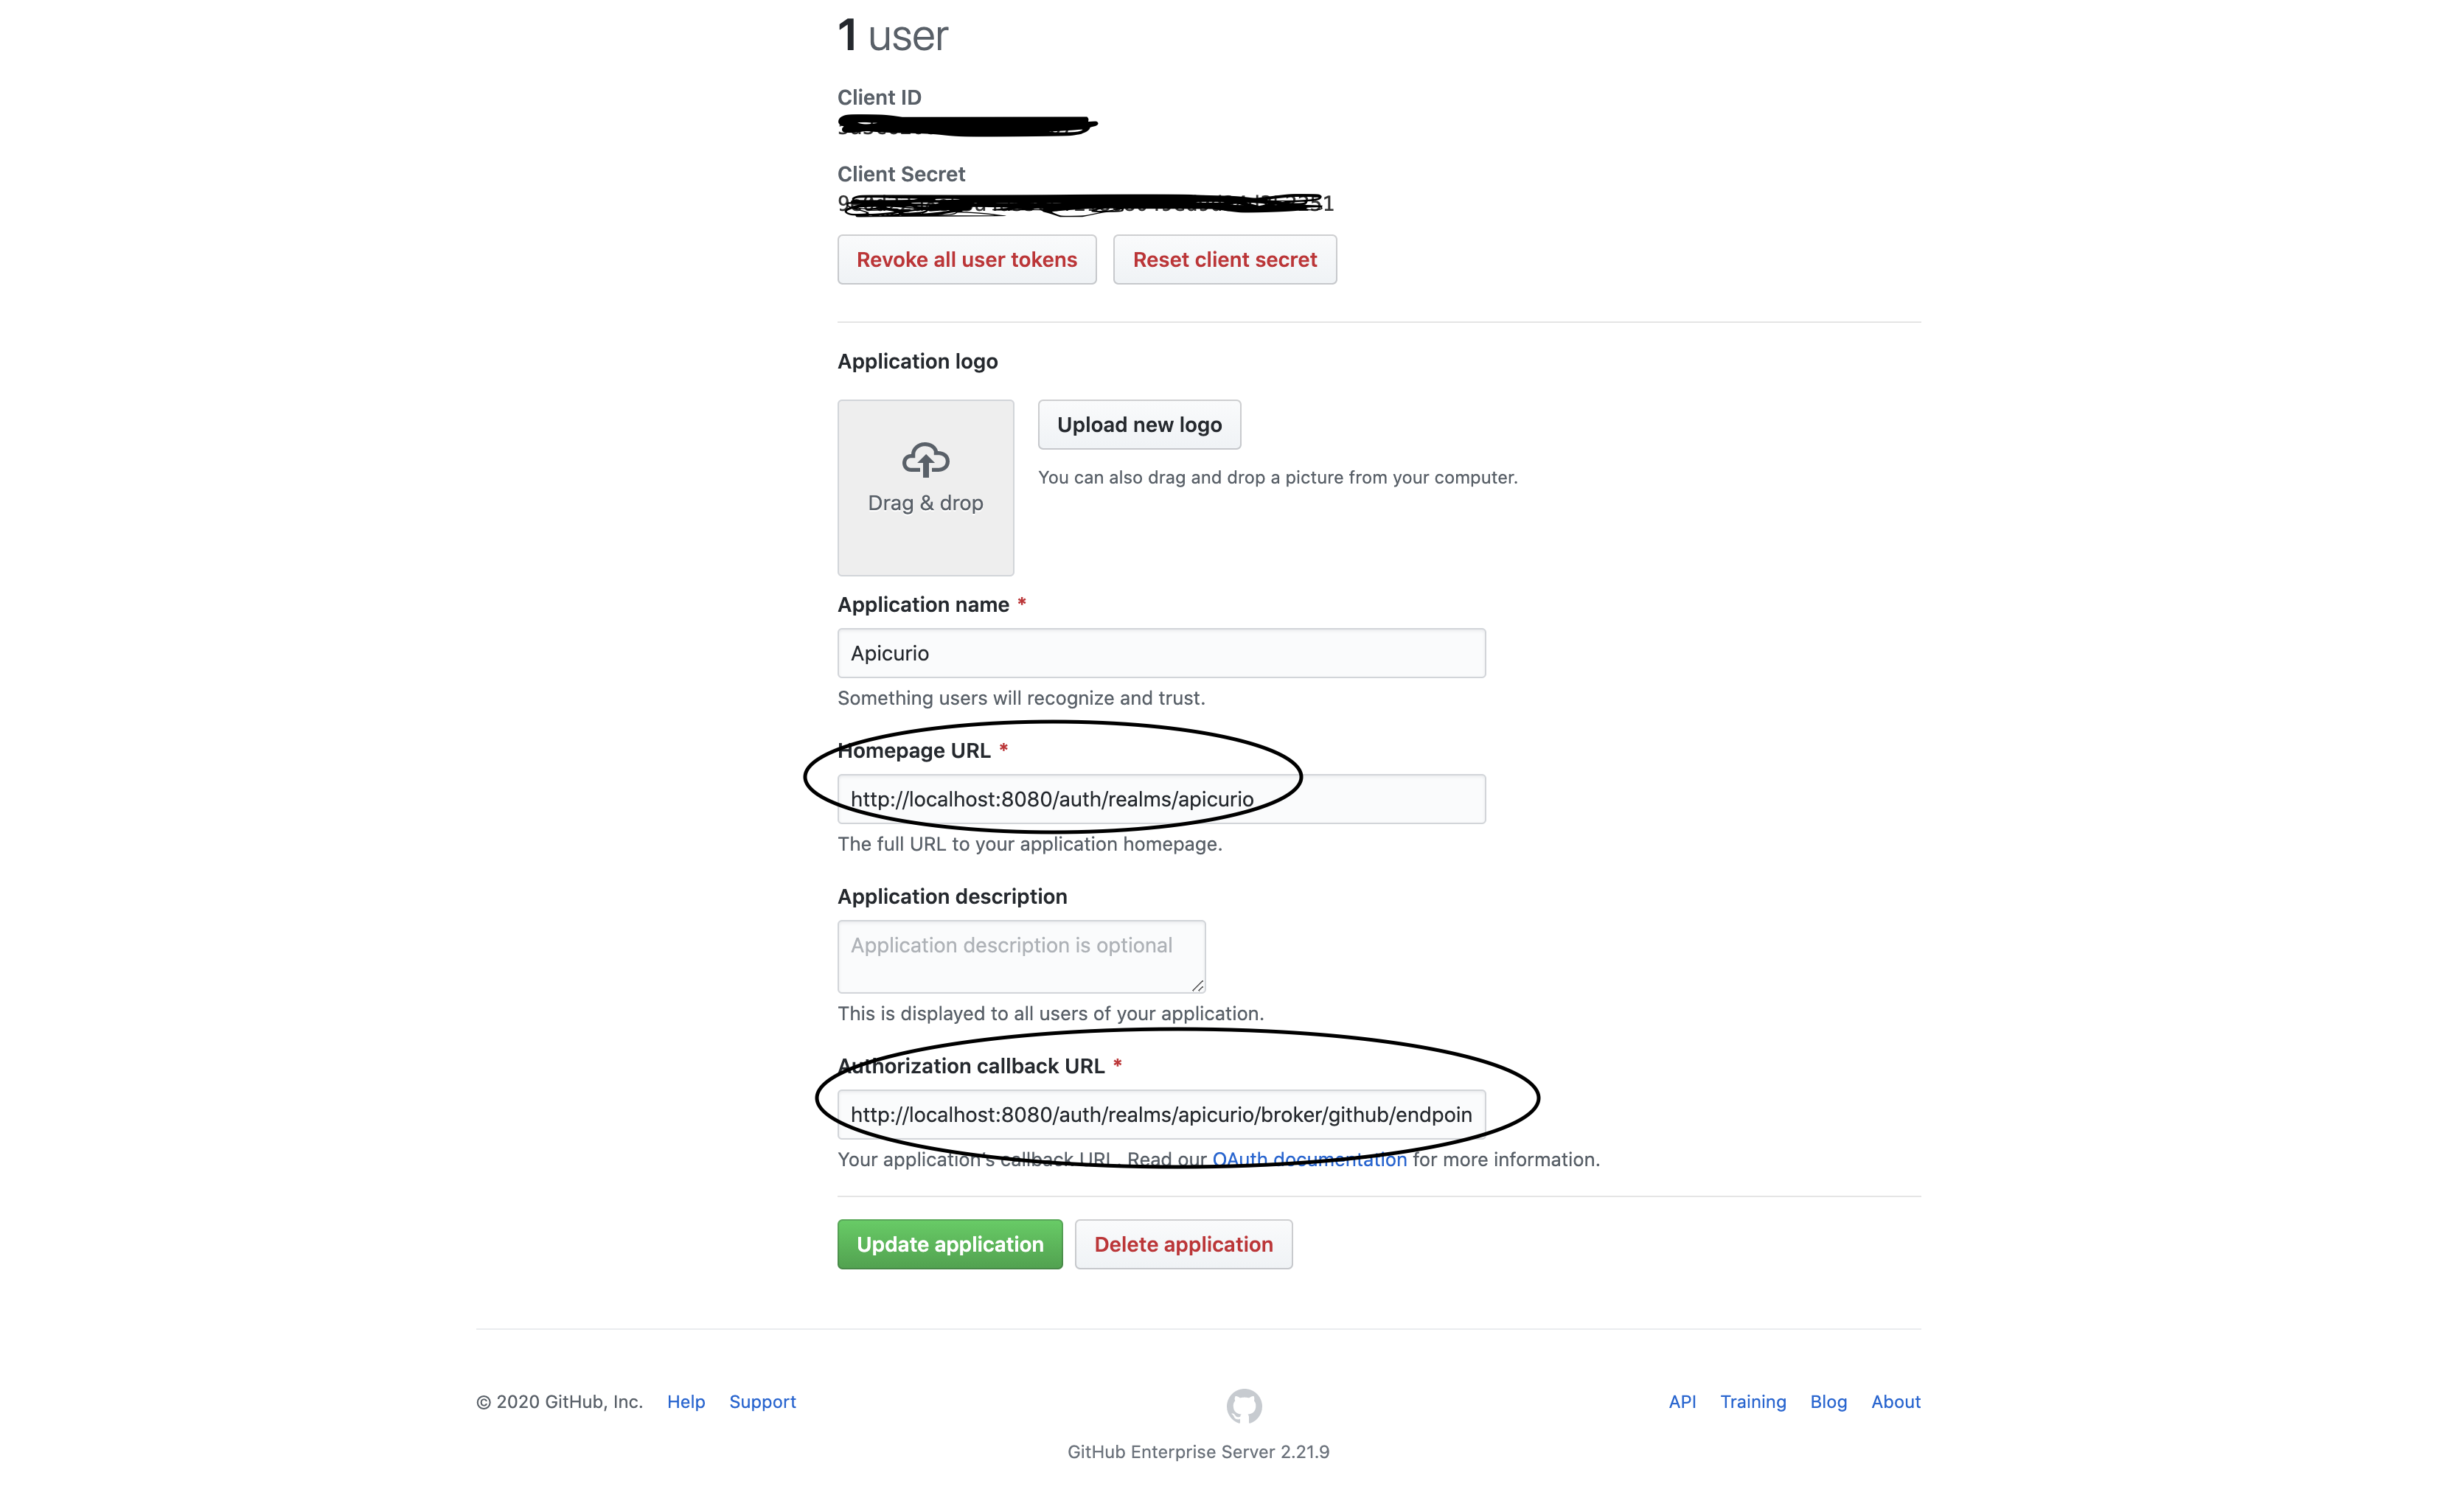 1 user
Client ID
Client Secret
Revoke all user tokens Reset client secret
Application logo
Upload new logo
You can also drag and drop a picture from your computer.
Drag & drop
Application name *
Apicurio
Something users will recognize and trust.
Homepage URL *
http://localhost:8080/auth/realms/apicurio
The full URL to your application homepage.
Application description
Application description is optional
This is displayed to all users of your application.
Authorization callback URL *
http://localhost:8080/auth/realms/apicurio/broker/github/endpoin
Your application's callback URL. Read our OAuth documentation for more information.
Update application Delete application
© 2020 GitHub, Inc. Help Support API Training Blog About
GitHub Enterprise Server 2.21.9